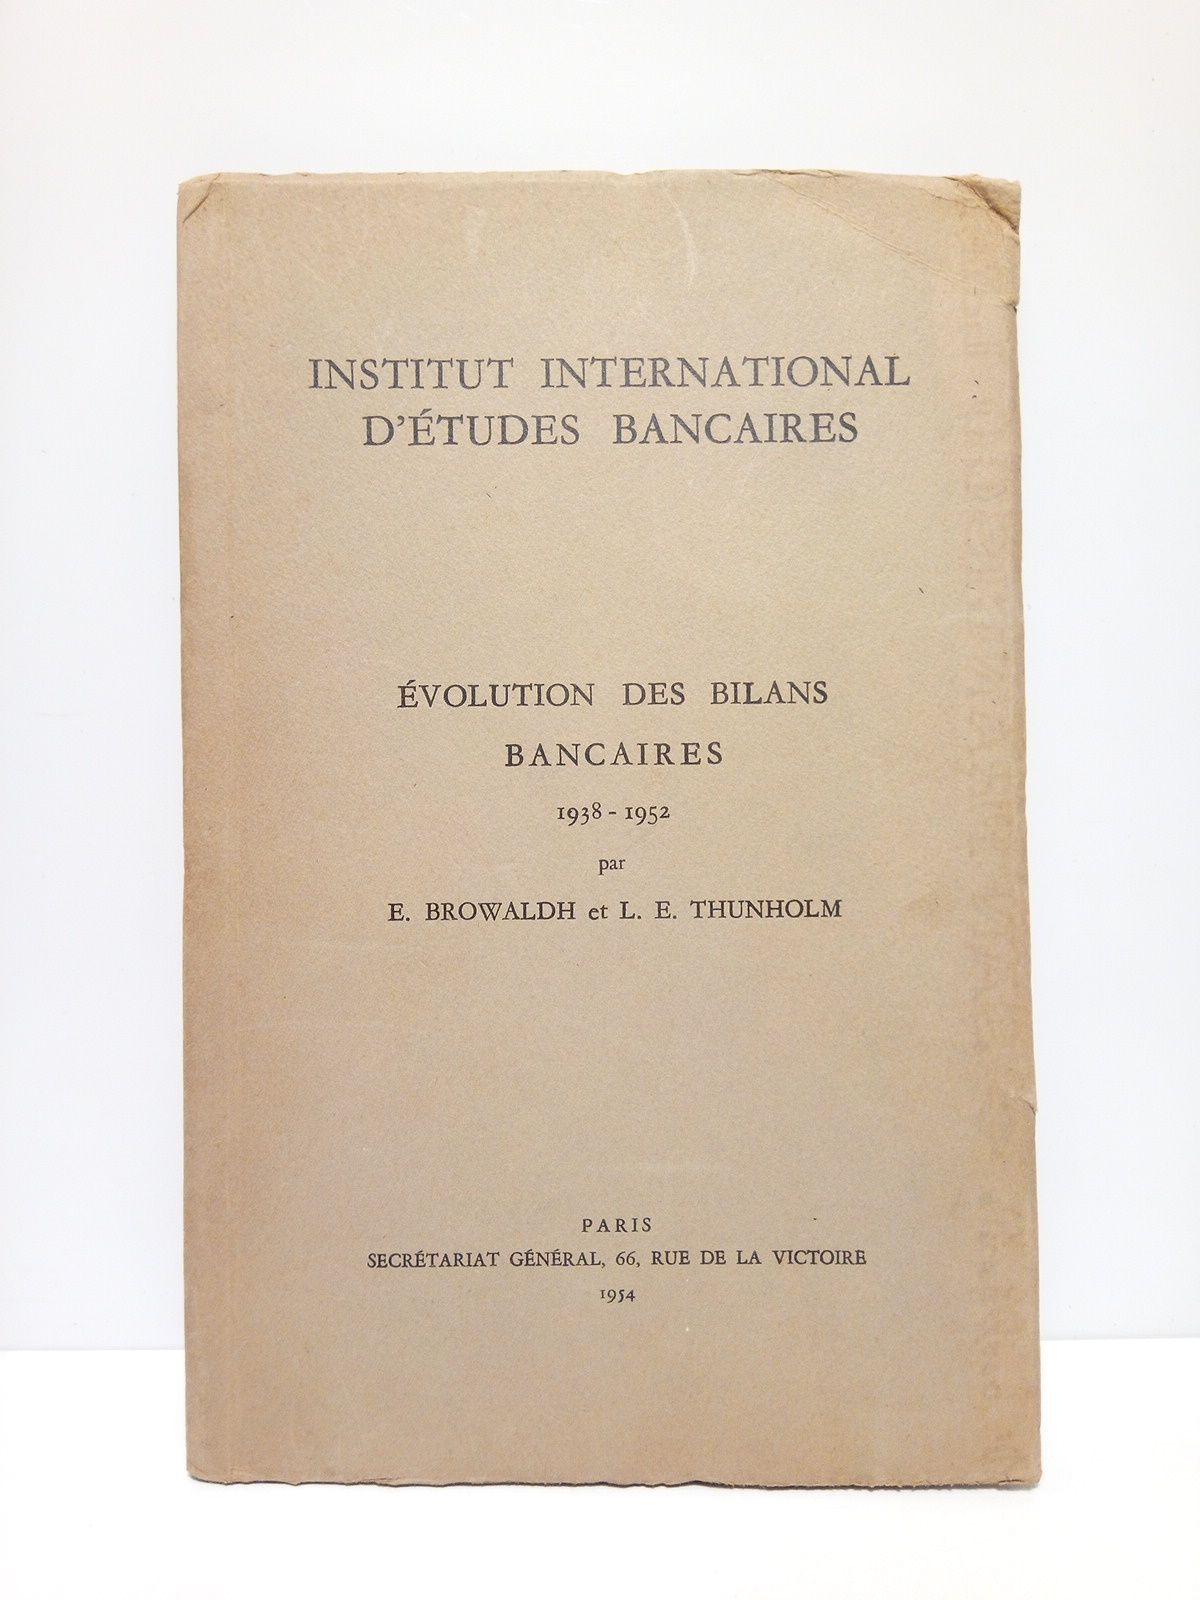 INSTITUT INTERNATIONAL
D'ÉTUDES BANCAIRES
ÉVOLUTION DES BILANS
BANCAIRES
1938 - 1952
par
E. BROWALDH et L. E. THUNHOLM
PARIS
SECRÉTARIAT GÉNÉRAL, 66, RUE DE LA VICTOIRE
1954